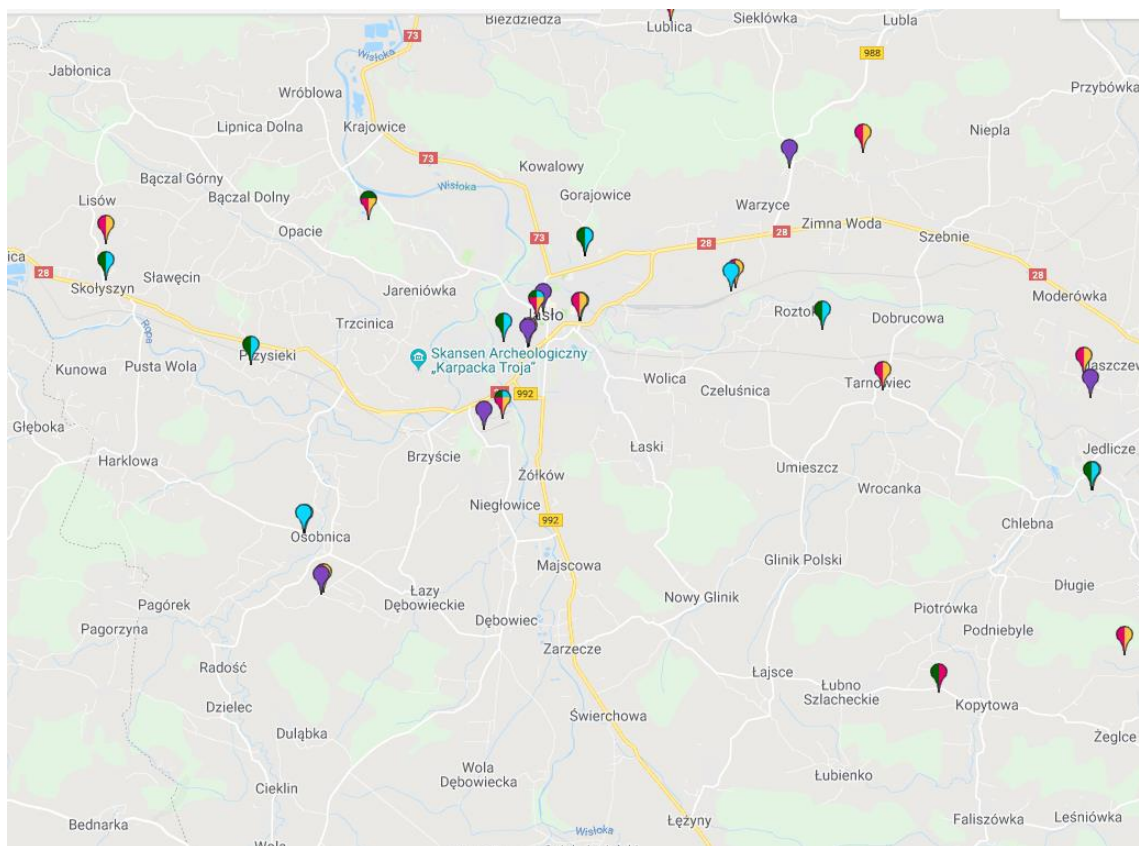 Bieździedza
Lublica
Sieklówka
Lubla
73
Wisłoka
988
Jabłonica
Wróblowa
Przybówka
Lipnica Dolna
Krajowice
Niepla
73
Kowalowy
Bączal Górny
Wisłoka
Gorajowice
Lisów
Bączal Dolny
Warzyce
Opacie
Zimna Woda
73
28
28
Szebnie
28
Sławęcin
28
Skołyszyn
Jareniówka
Moderówka
Jasło
Trzcinica
Dobrucowa
Ropa
Przysieki
Skansen Archeologiczny
„Karpacka Troja”
Kunowa
Pusta Wola
Wolica
Czeluśnica
Tarnowiec
992
Głęboka
Brzyście
Łaski
Jedlicze
Harklowa
Żółków
Umieszcz
Wrocanka
Niegłowice
992
Chlebna
Osobnica
Majscowa
Glinik Polski
Długie
Pagórek
Łazy
Dębowieckie
Nowy Glinik
Piotrówka
Pagorzyna
Dębowiec
Podniebyle
Zarzecze
Radość
Łajsce
Łubno
Szlacheckie
Dzielec
Kopytowa
Świerchowa
Duląbka
Żeglce
Wola
Dębowiecka
Łubienko
Cieklin
Bednarka
Łężyny
Faliszówka
Leśniówka
Wisłoka